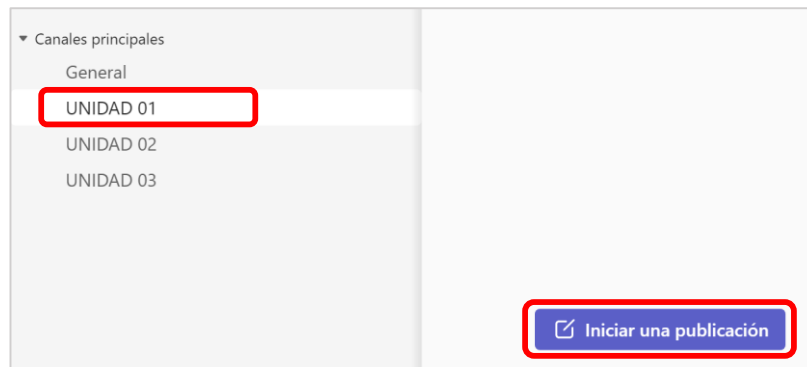 Canales principales
General
UNIDAD 01
UNIDAD 02
UNIDAD 03
Iniciar una publicación